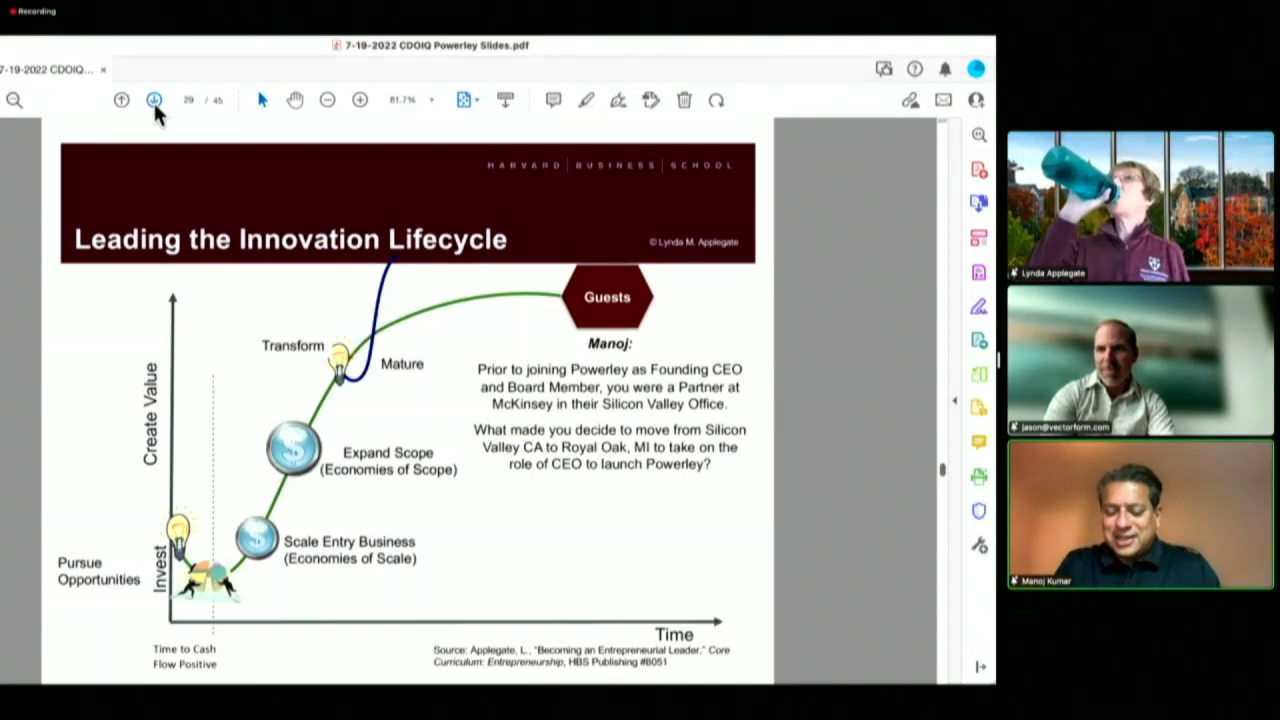 Recording
7-19-2022 CDOIQ Powerley Slides.pdf
7-19-2022 CDOIQ... ×
29 / 45
81.7%
HARVARD | BUSINESS | SCHOOL
Leading the Innovation Lifecycle
© Lynda M. Applegate
Guests
Manoj:
Prior to joining Powerley as Founding CEO
and Board Member, you were a Partner at
McKinsey in their Silicon Valley Office.
What made you decide to move from Silicon
Valley CA to Royal Oak, MI to take on the
role of CEO to launch Powerley?
Transform
Mature
Create Value
Expand Scope
(Economies of Scope)
Scale Entry Business
(Economies of Scale)
Pursue
Opportunities
Invest
Time
Time to Cash
Flow Positive
Source: Applegate, L., "Becoming an Entrepreneurial Leader," Core
Curriculum: Entrepreneurship, HBS Publishing #8051
Lynda Applegate
jason@vectorform.com
Manoj Kumar